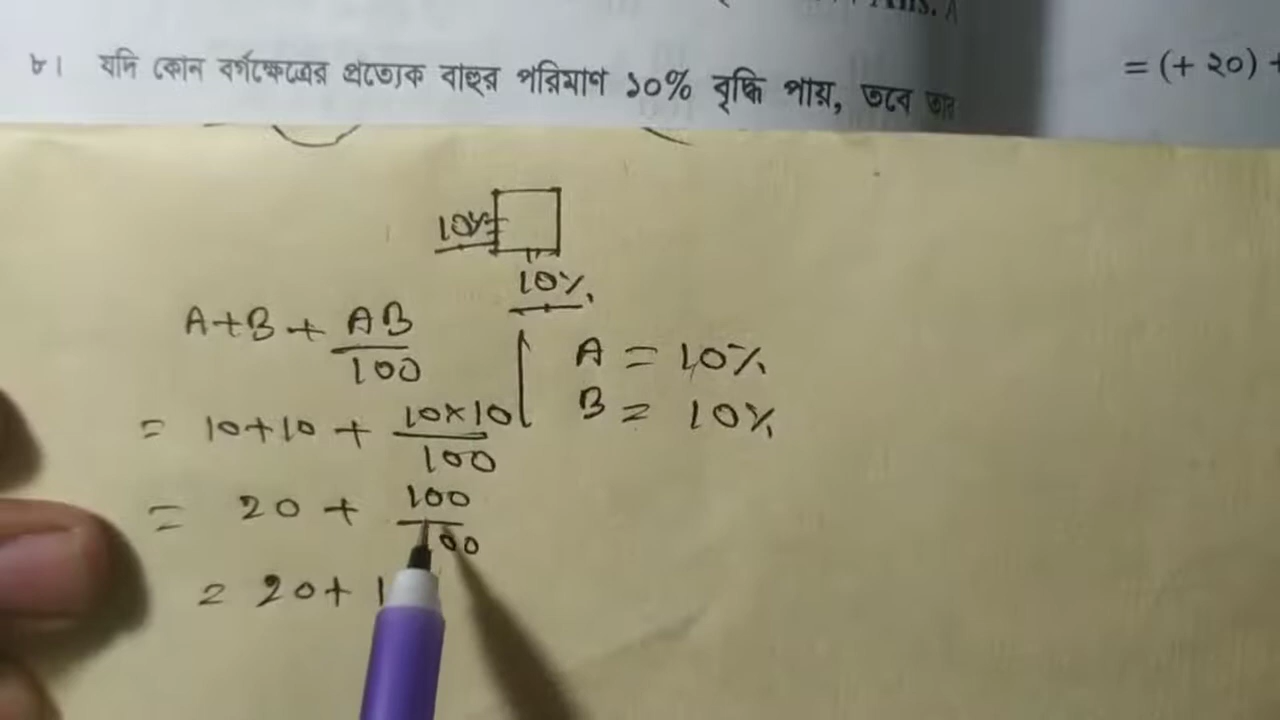 Ans. A
৮। যদি কোন বর্গক্ষেত্রের প্রত্যেক বাহুর পরিমাণ ১০% বৃদ্ধি পায়, তবে তার
= (+ ২০) +
10%
10%
A+B + AB/100
A = 10%
B = 10%
= 10+10 + 10×10/100
= 20 + 100/100
= 20+ 1